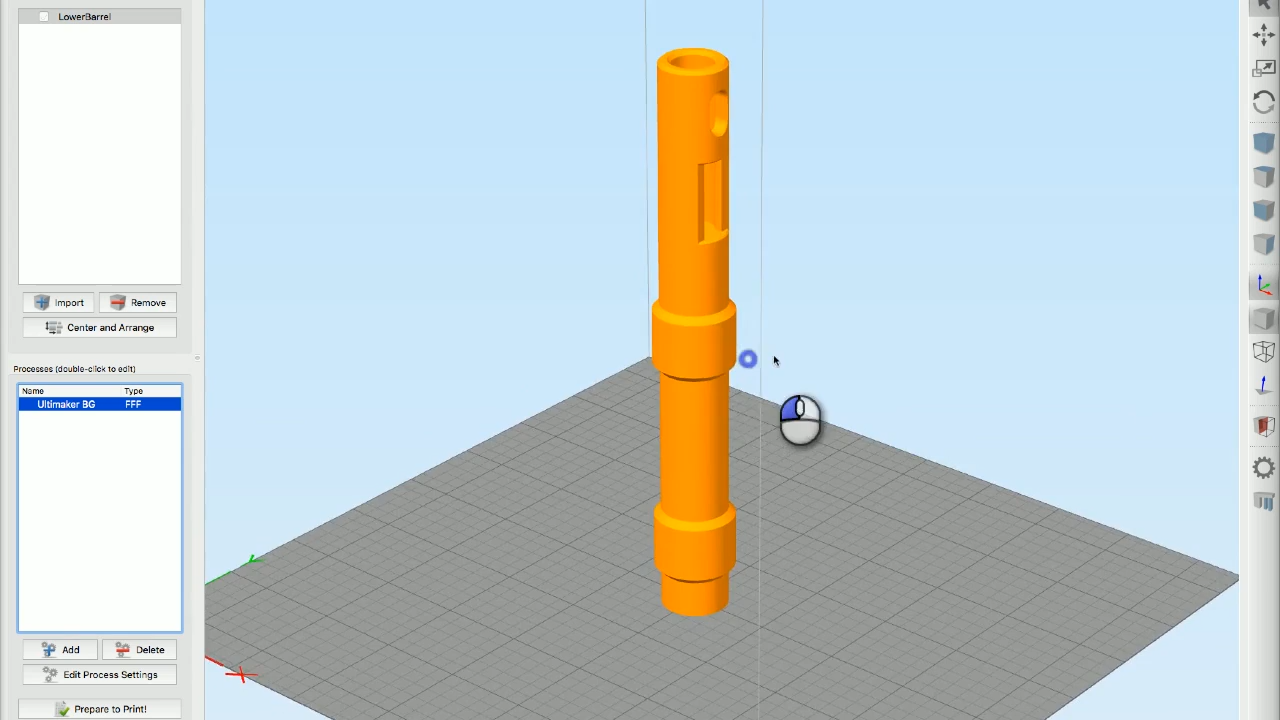 LowerBarrel
Import Remove
Center and Arrange
Processes (double-click to edit)
Name Type
Ultimaker BG FFF
Add Delete
Edit Process Settings
Prepare to Print!